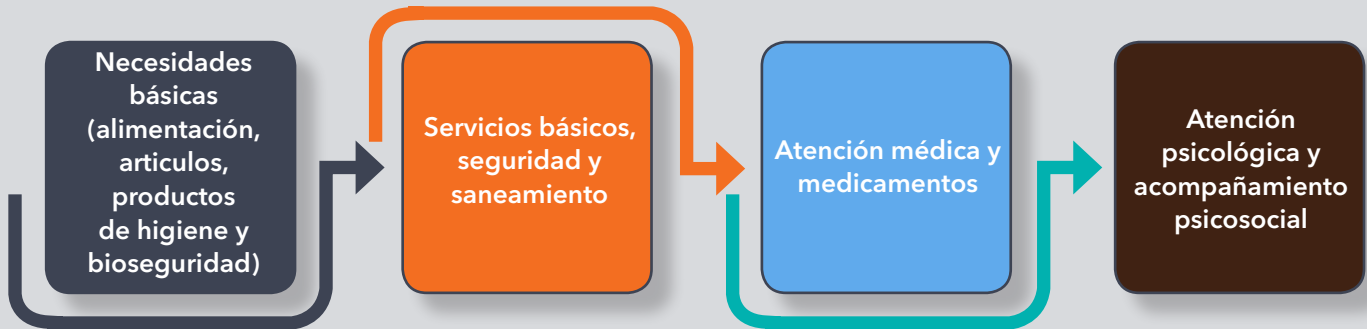 Necesidades
básicas
(alimentación,
articulos,
productos
de higiene y
bioseguridad)
Servicios básicos,
seguridad y
saneamiento
Atención médica y
medicamentos
Atención
psicológica y
acompañamiento
psicosocial